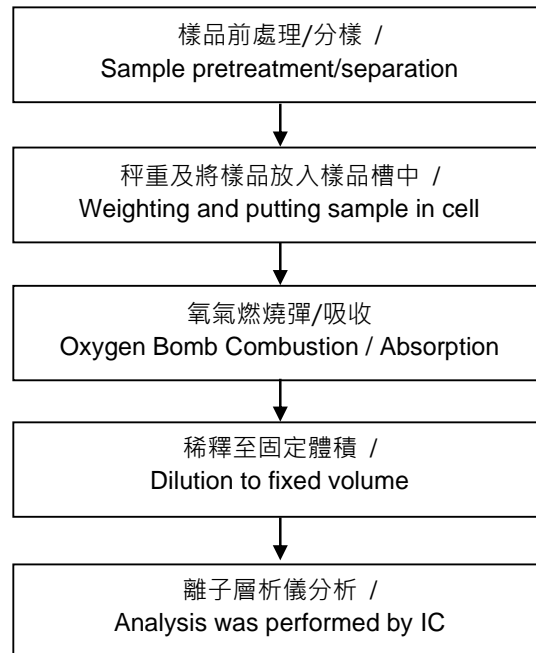 樣品前處理/分樣 /
Sample pretreatment/separation
秤重及將樣品放入樣品槽中 /
Weighting and putting sample in cell
氧氣燃燒彈/吸收
Oxygen Bomb Combustion / Absorption
稀釋至固定體積 /
Dilution to fixed volume
離子層析儀分析 /
Analysis was performed by IC